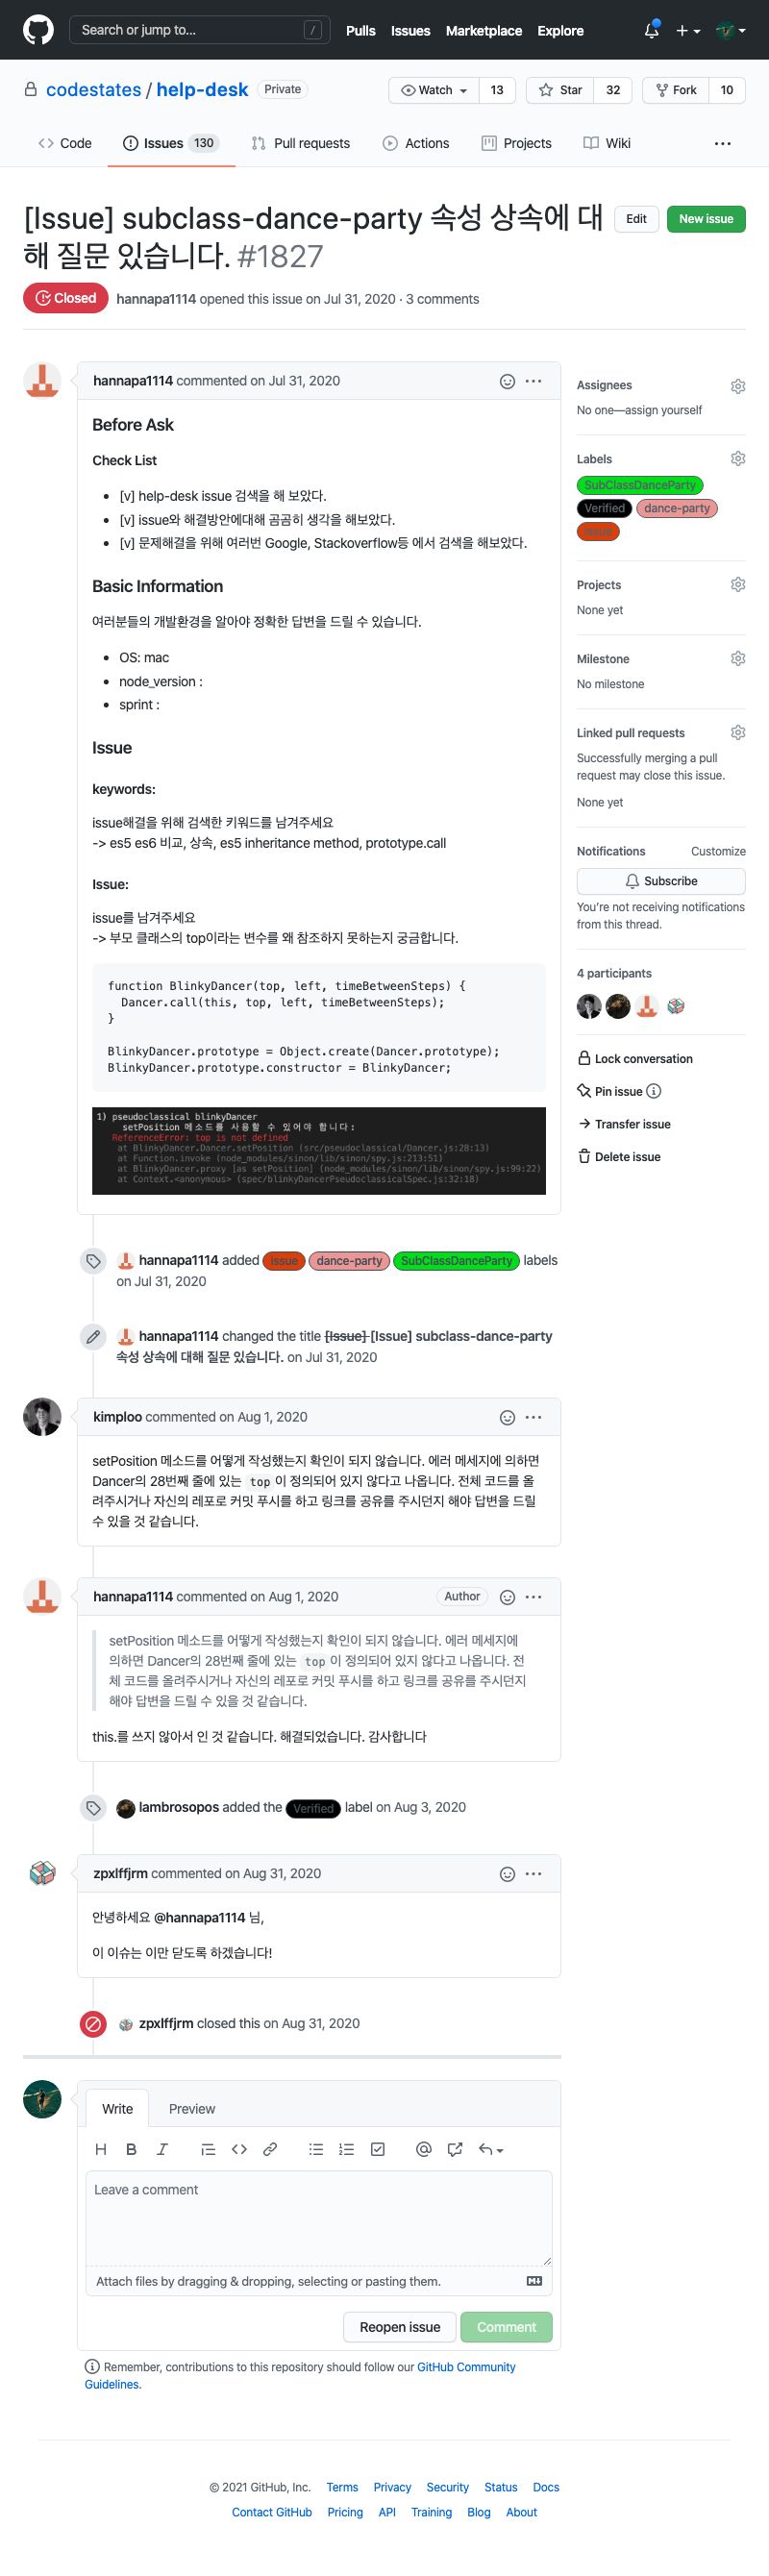 Search or jump to...
/
Pulls
Issues
Marketplace
Explore
codestates / help-desk
Private
Watch
13
Star
32
Fork
10
Code
Issues 130
Pull requests
Actions
Projects
Wiki
[Issue] subclass-dance-party 속성 상속에 대
해 질문 있습니다. #1827
Edit
New issue
Closed
hannapa1114 opened this issue on Jul 31, 2020 · 3 comments
hannapa1114 commented on Jul 31, 2020
Before Ask
Check List
[v] help-desk issue 검색을 해 보았다.
[v] issue와 해결방안에대해 곰곰히 생각을 해보았다.
[v] 문제해결을 위해 여러번 Google, Stackoverflow등 에서 검색을 해보았다.
Basic Information
여러분들의 개발환경을 알아야 정확한 답변을 드릴 수 있습니다.
OS: mac
node_version :
sprint :
Issue
keywords:
issue해결을 위해 검색한 키워드를 남겨주세요
-> es5 es6 비교, 상속, es5 inheritance method, prototype.call
Issue:
issue를 남겨주세요
-> 부모 클래스의 top이라는 변수를 왜 참조하지 못하는지 궁금합니다.
function BlinkyDancer(top, left, timeBetweenSteps) {
Dancer.call(this, top, left, timeBetweenSteps);
}
BlinkyDancer.prototype = Object.create(Dancer.prototype);
BlinkyDancer.prototype.constructor = BlinkyDancer;
1) pseudoclassical blinkyDancer
setPosition 메소드를 사용할 수 있어야 합니다:
ReferenceError: top is not defined
at BlinkyDancer.Dancer.setPosition (src/pseudoclassical/Dancer.js:28:13)
at Function.invoke (node_modules/sinon/lib/sinon/spy.js:213:51)
at BlinkyDancer.proxy [as setPosition] (node_modules/sinon/lib/sinon/spy.js:99:22)
at Context.<anonymous> (spec/blinkyDancerPseudoclassicalSpec.js:32:18)
Assignees
No one—assign yourself
Labels
SubClassDanceParty
Verified
dance-party
issue
Projects
None yet
Milestone
No milestone
Linked pull requests
Successfully merging a pull
request may close this issue.
None yet
Notifications
Customize
Subscribe
You're not receiving notifications
from this thread.
4 participants
Lock conversation
Pin issue
Transfer issue
Delete issue
hannapa1114 added issue dance-party SubClassDanceParty labels
on Jul 31, 2020
hannapa1114 changed the title [Issue] [Issue] subclass-dance-party
속성 상속에 대해 질문 있습니다. on Jul 31, 2020
kimploo commented on Aug 1, 2020
setPosition 메소드를 어떻게 작성했는지 확인이 되지 않습니다. 에러 메세지에 의하면
Dancer의 28번째 줄에 있는 top 이 정의되어 있지 않다고 나옵니다. 전체 코드를 올
려주시거나 자신의 레포로 커밋 푸시를 하고 링크를 공유를 주시던지 해야 답변을 드릴
수 있을 것 같습니다.
hannapa1114 commented on Aug 1, 2020
Author
setPosition 메소드를 어떻게 작성했는지 확인이 되지 않습니다. 에러 메세지에
의하면 Dancer의 28번째 줄에 있는 top 이 정의되어 있지 않다고 나옵니다. 전
체 코드를 올려주시거나 자신의 레포로 커밋 푸시를 하고 링크를 공유를 주시던지
해야 답변을 드릴 수 있을 것 같습니다.
this.를 쓰지 않아서 인 것 같습니다. 해결되었습니다. 감사합니다
lambrosopos added the Verified label on Aug 3, 2020
zpxlffjrm commented on Aug 31, 2020
안녕하세요 @hannapa1114 님,
이 이슈는 이만 닫도록 하겠습니다!
zpxlffjrm closed this on Aug 31, 2020
Write
Preview
Leave a comment
Attach files by dragging & dropping, selecting or pasting them.
Reopen issue
Comment
Remember, contributions to this repository should follow our GitHub Community
Guidelines.
© 2021 GitHub, Inc.
Terms
Privacy
Security
Status
Docs
Contact GitHub
Pricing
API
Training
Blog
About